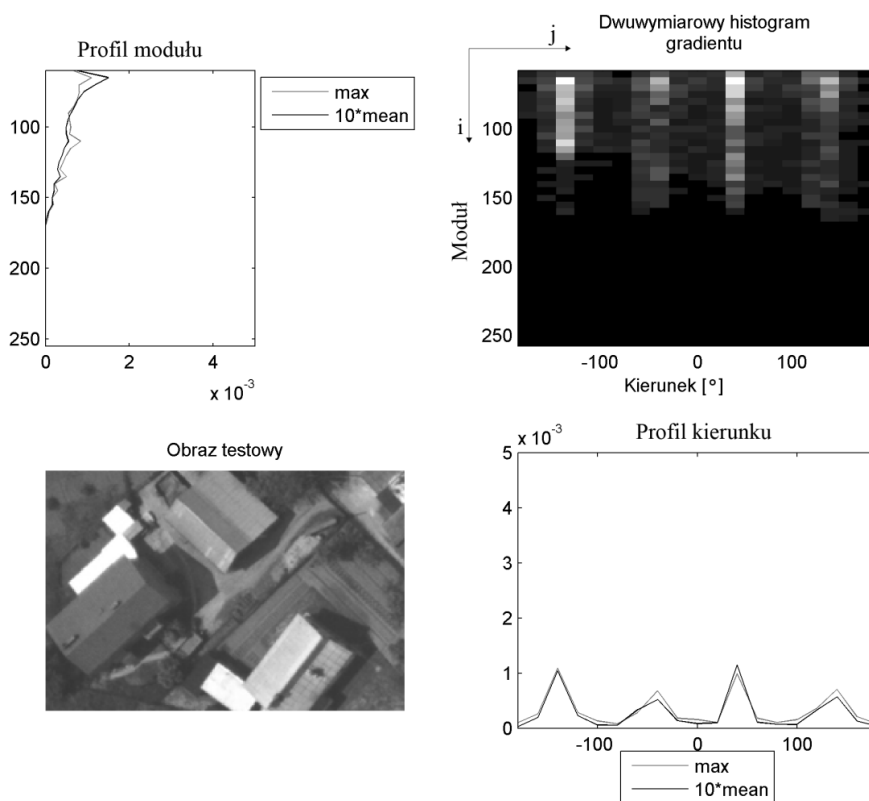 Profil modułu
max
10*mean
100
150
200
250
0
2
4
x 10⁻³
Dwuwymiarowy histogram
gradientu
j
i
Moduł
100
150
200
250
-100
0
100
Kierunek [°]
Obraz testowy
Profil kierunku
x 10⁻³
5
4
3
2
1
0
-100
0
100
max
10*mean